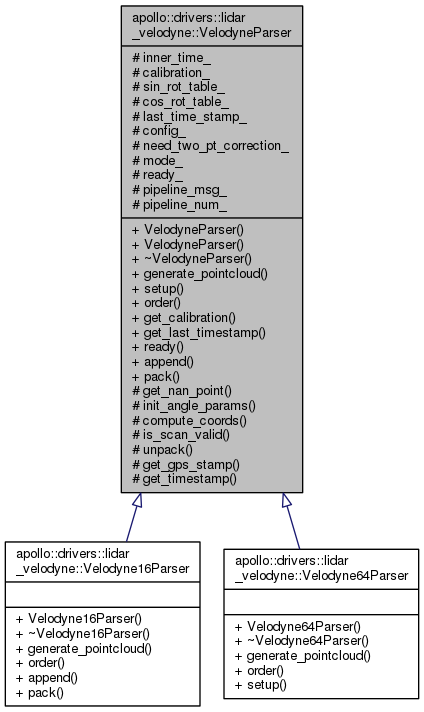 apollo::drivers::lidar
_velodyne::VelodyneParser
# inner_time_
# calibration_
# sin_rot_table_
# cos_rot_table_
# last_time_stamp_
# config_
# need_two_pt_correction_
# mode_
# ready_
# pipeline_msg_
# pipeline_num_
+ VelodyneParser()
+ VelodyneParser()
+ ~VelodyneParser()
+ generate_pointcloud()
+ setup()
+ order()
+ get_calibration()
+ get_last_timestamp()
+ ready()
+ append()
+ pack()
# get_nan_point()
# init_angle_params()
# compute_coords()
# is_scan_valid()
# unpack()
# get_gps_stamp()
# get_timestamp()
apollo::drivers::lidar
_velodyne::Velodyne16Parser
+ Velodyne16Parser()
+ ~Velodyne16Parser()
+ generate_pointcloud()
+ order()
+ append()
+ pack()
apollo::drivers::lidar
_velodyne::Velodyne64Parser
+ Velodyne64Parser()
+ ~Velodyne64Parser()
+ generate_pointcloud()
+ order()
+ setup()